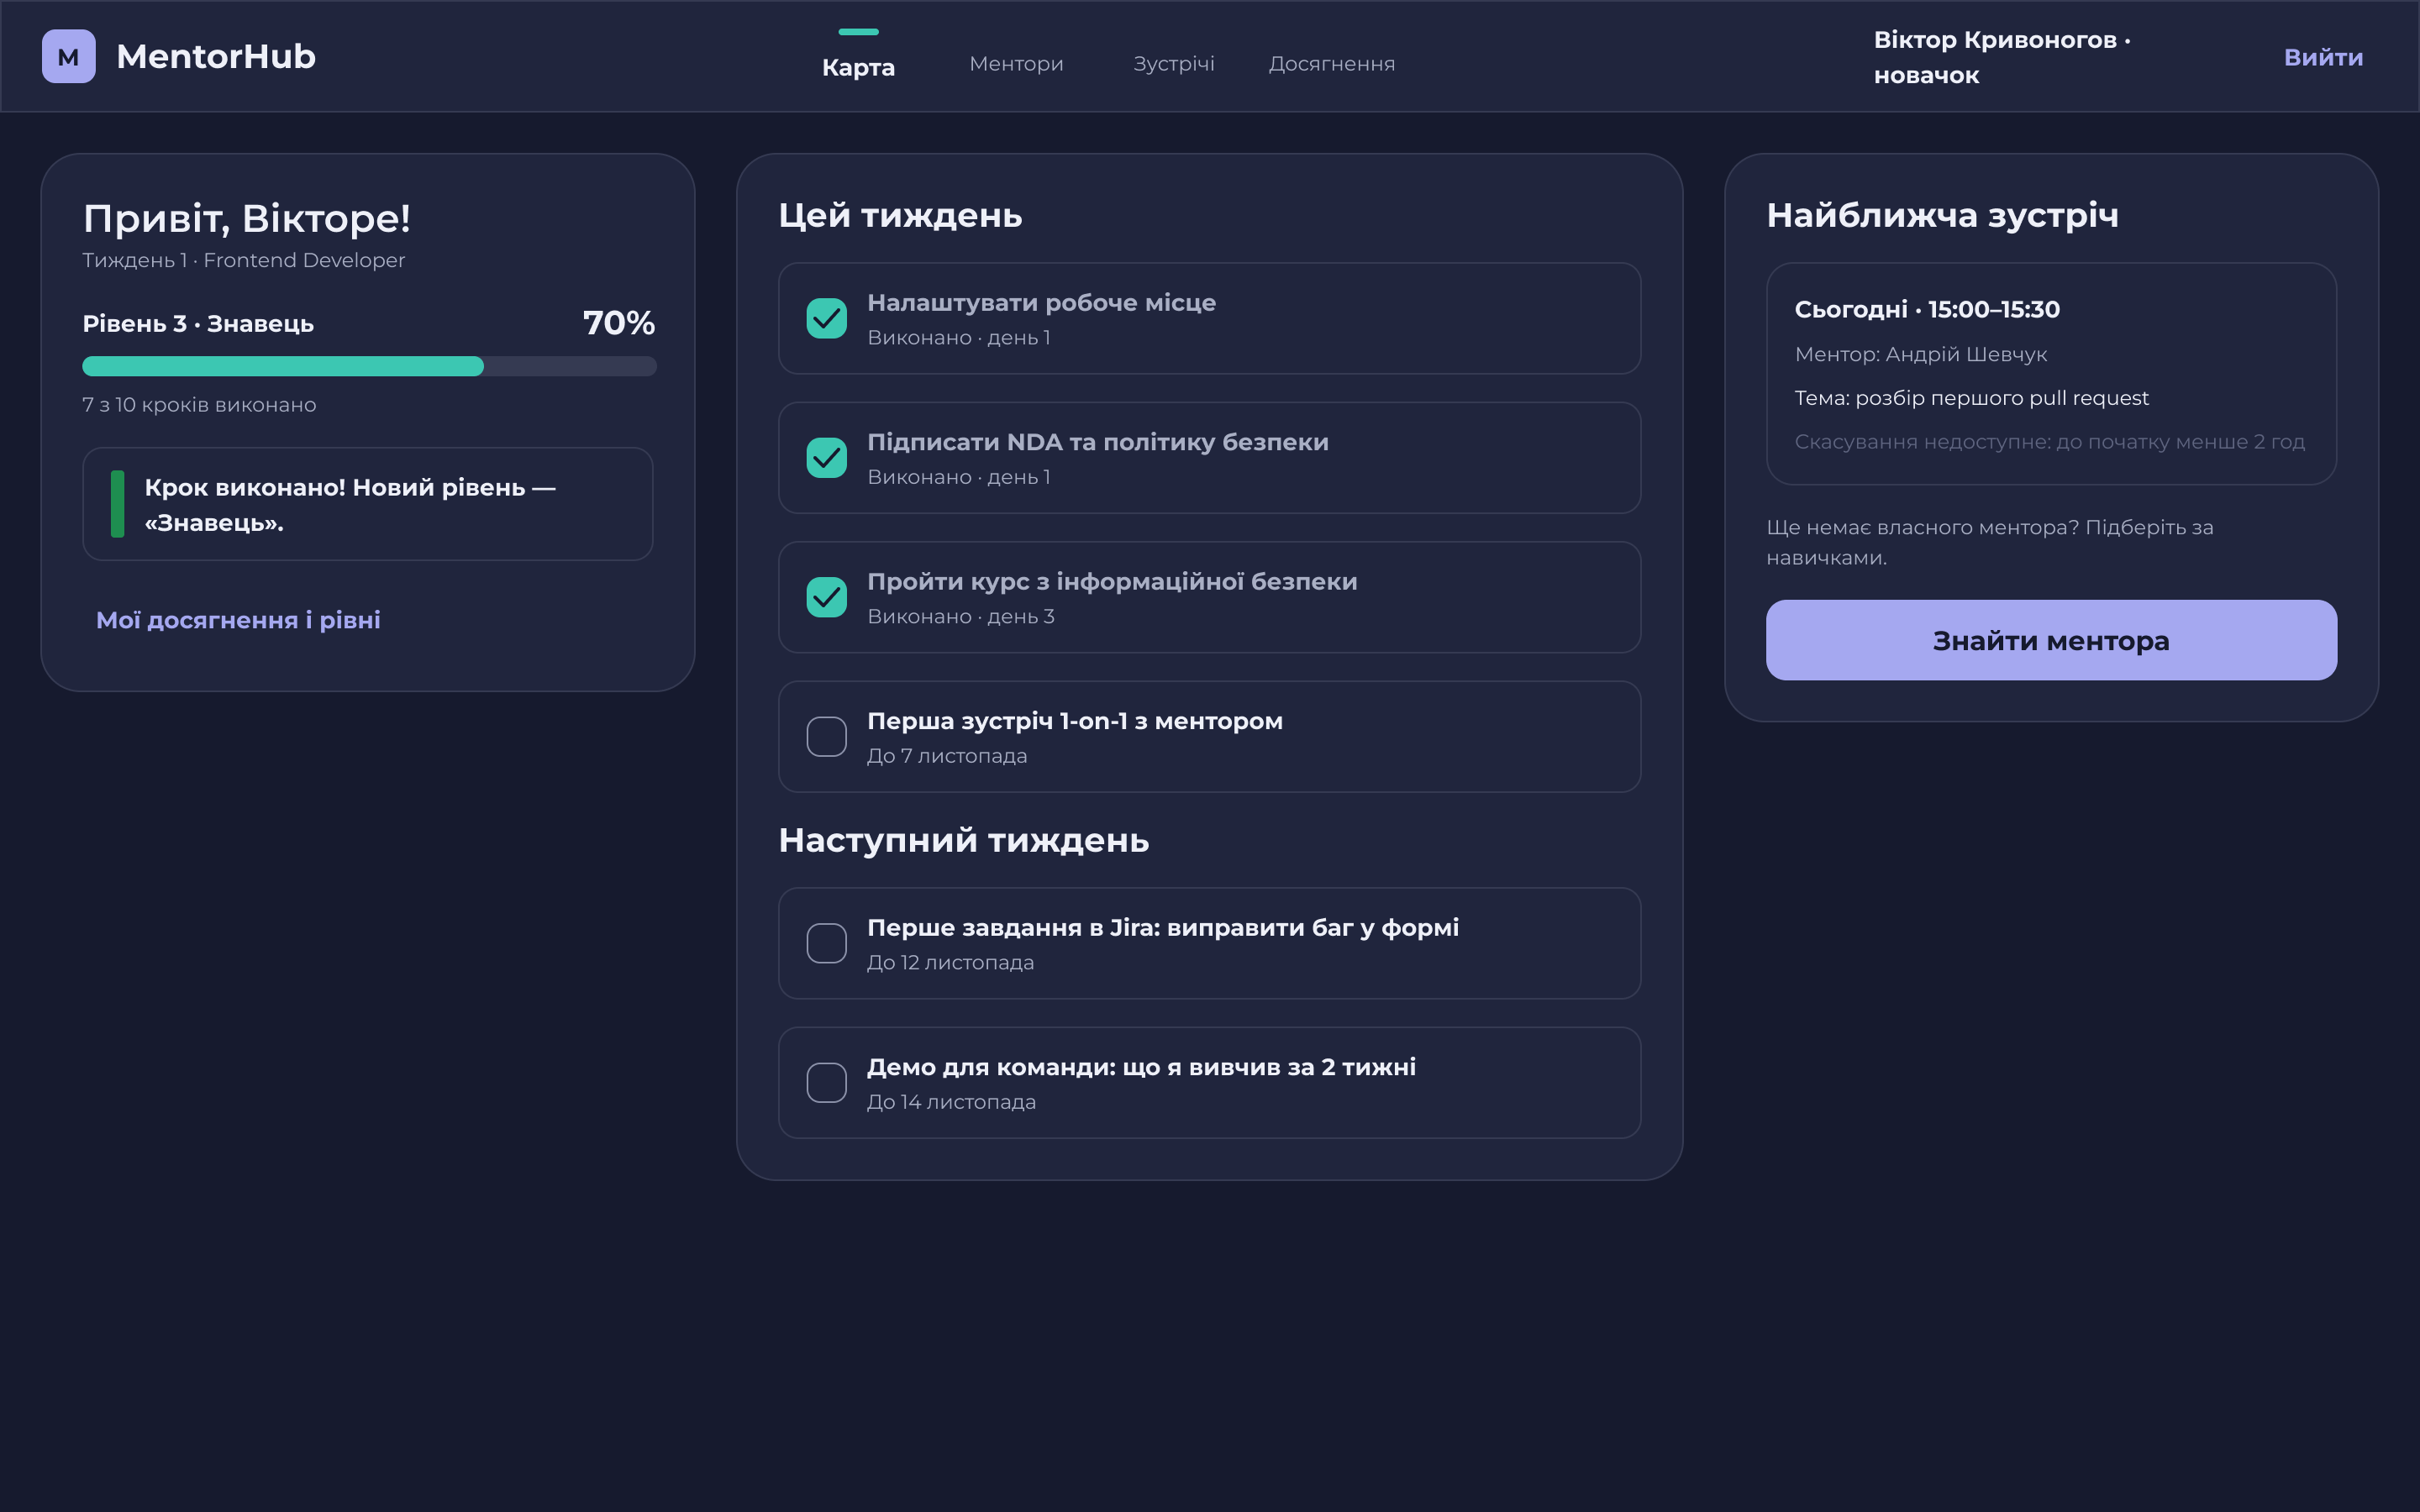 M MentorHub
Карта
Ментори
Зустрічі
Досягнення
Віктор Кривоногов ·
новачок
Вийти
Привіт, Вікторе!
Тиждень 1 · Frontend Developer
Рівень 3 · Знавець
70%
7 з 10 кроків виконано
Крок виконано! Новий рівень —
«Знавець».
Мої досягнення і рівні
Цей тиждень
Налаштувати робоче місце
Виконано · день 1
Підписати NDA та політику безпеки
Виконано · день 1
Пройти курс з інформаційної безпеки
Виконано · день 3
Перша зустріч 1-on-1 з ментором
До 7 листопада
Наступний тиждень
Перше завдання в Jira: виправити баг у формі
До 12 листопада
Демо для команди: що я вивчив за 2 тижні
До 14 листопада
Найближча зустріч
Сьогодні · 15:00–15:30
Ментор: Андрій Шевчук
Тема: розбір першого pull request
Скасування недоступне: до початку менше 2 год
Ще немає власного ментора? Підберіть за
навичками.
Знайти ментора